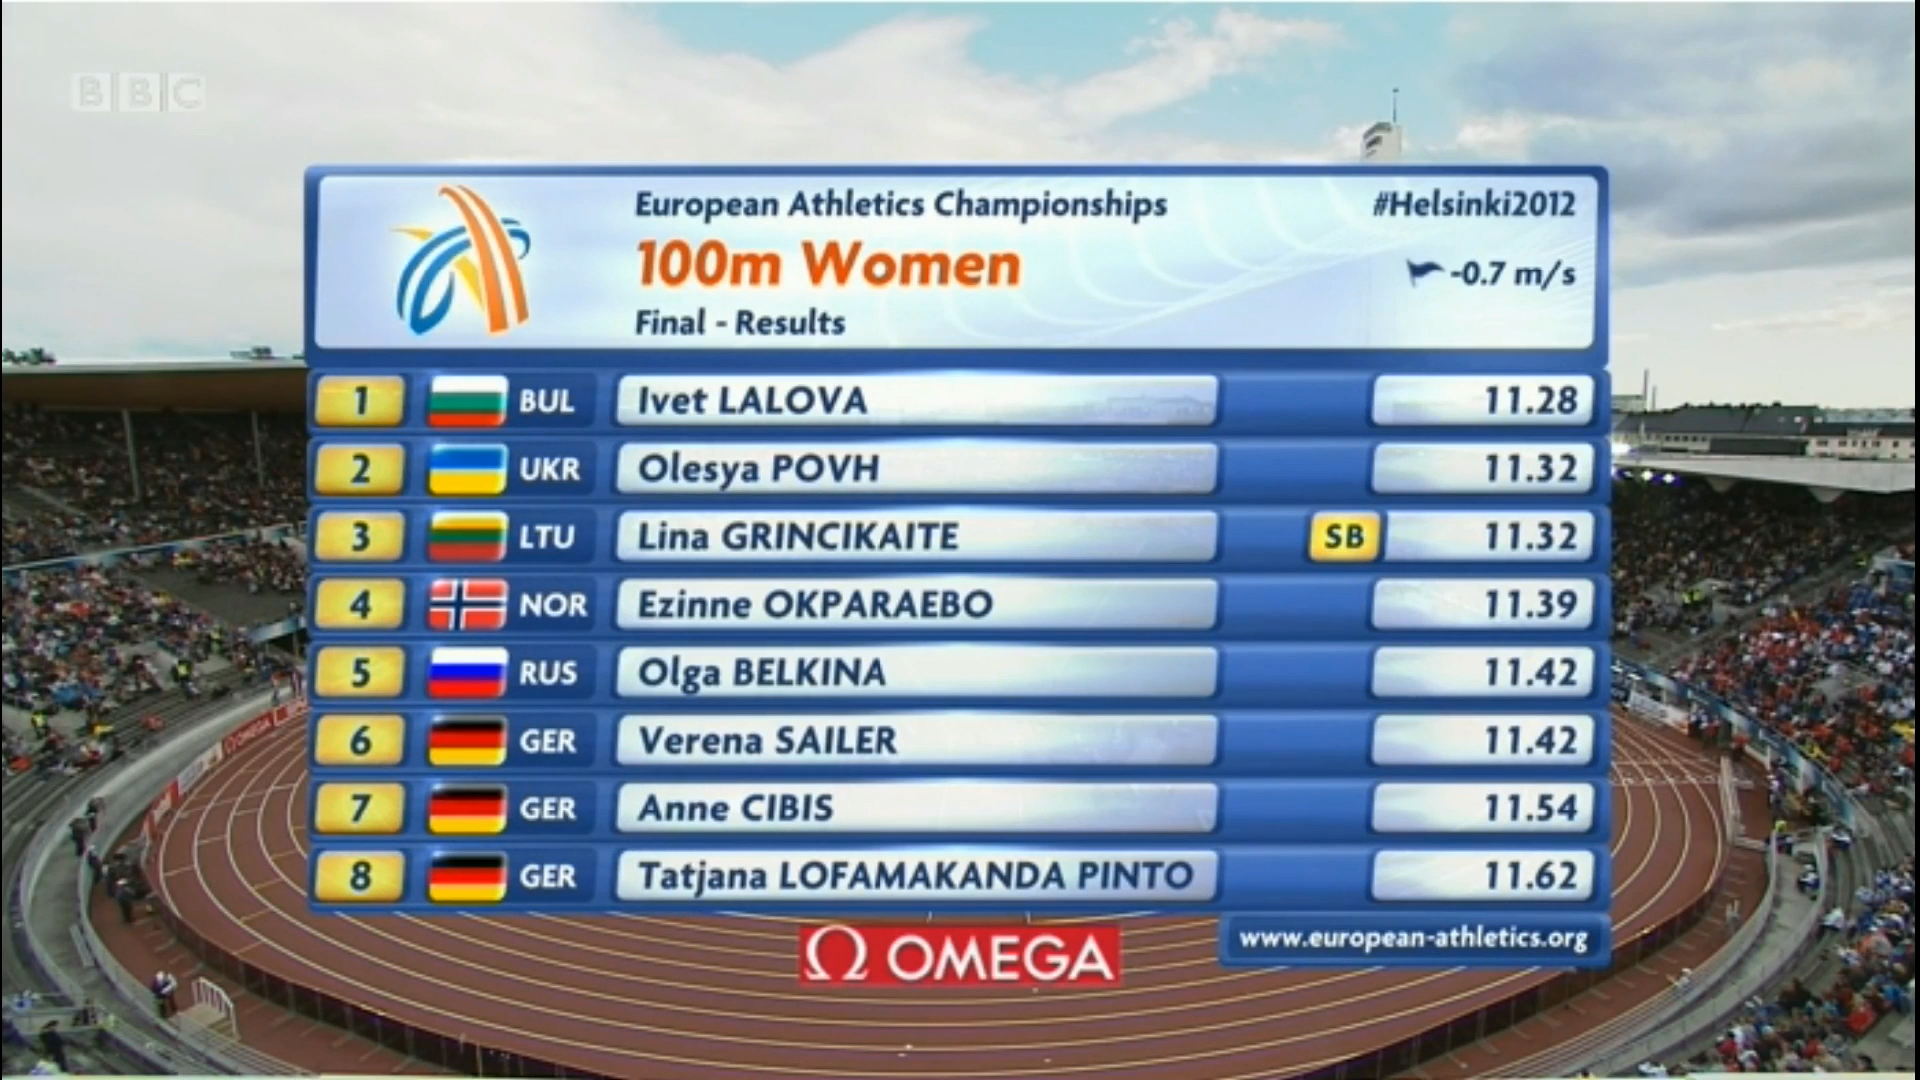 BBC
European Athletics Championships #Helsinki2012
100m Women -0.7 m/s
Final - Results
1 BUL Ivet LALOVA 11.28
2 UKR Olesya POVH 11.32
3 LTU Lina GRINCIKAITE SB 11.32
4 NOR Ezinne OKPARAEBO 11.39
5 RUS Olga BELKINA 11.42
6 GER Verena SAILER 11.42
7 GER Anne CIBIS 11.54
8 GER Tatjana LOFAMAKANDA PINTO 11.62
Ω OMEGA
www.european-athletics.org
OMEGA